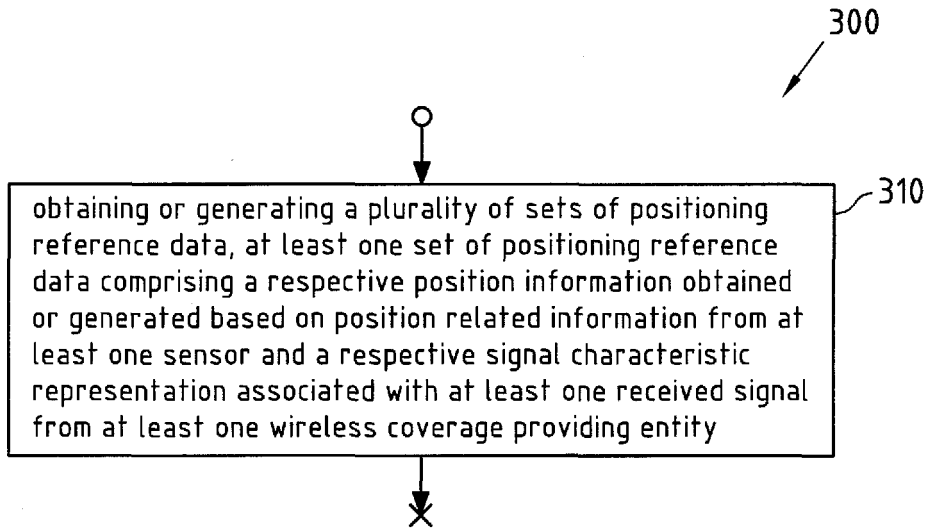 300
310
obtaining or generating a plurality of sets of positioning
reference data, at least one set of positioning reference
data comprising a respective position information obtained
or generated based on position related information from at
least one sensor and a respective signal characteristic
representation associated with at least one received signal
from at least one wireless coverage providing entity